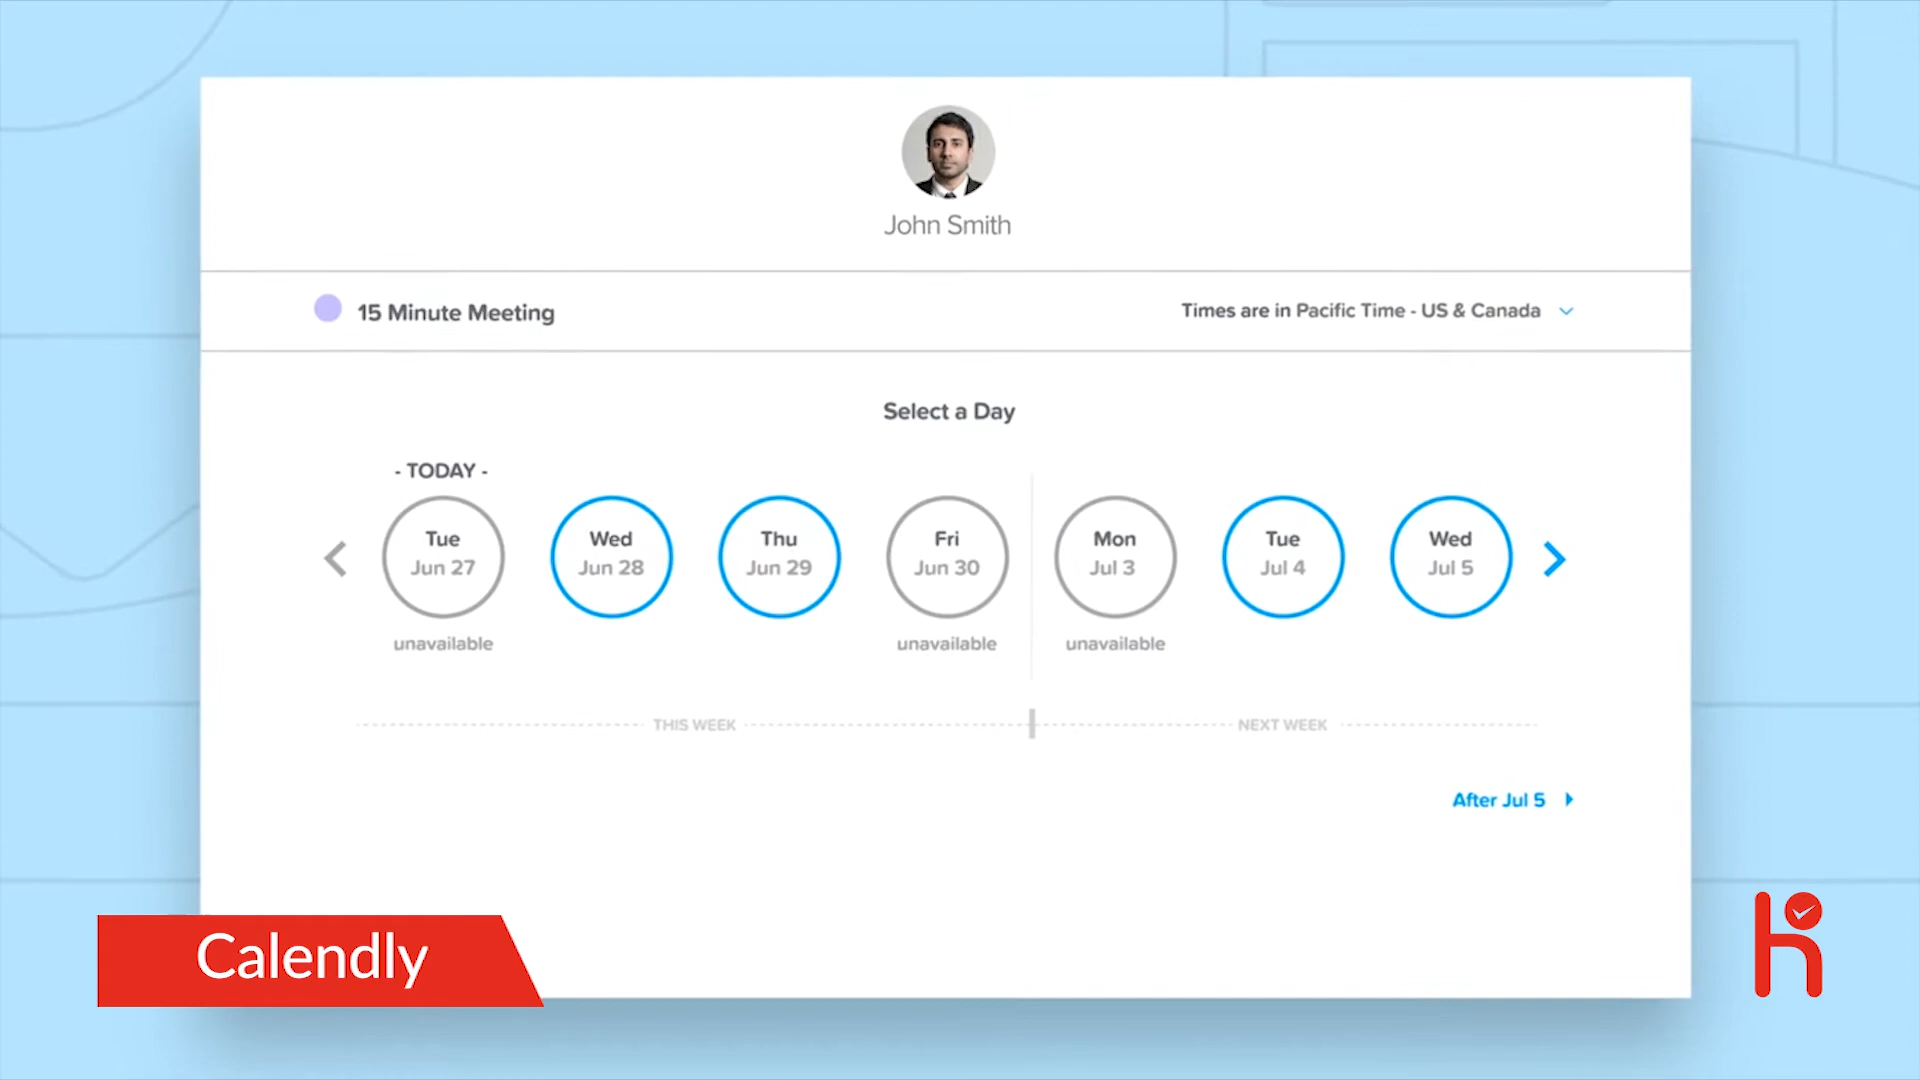 John Smith
15 Minute Meeting
Times are in Pacific Time - US & Canada
Select a Day
- TODAY -
Tue
Jun 27
unavailable
Wed
Jun 28
Thu
Jun 29
Fri
Jun 30
unavailable
Mon
Jul 3
unavailable
Tue
Jul 4
Wed
Jul 5
THIS WEEK
NEXT WEEK
After Jul 5
Calendly
h